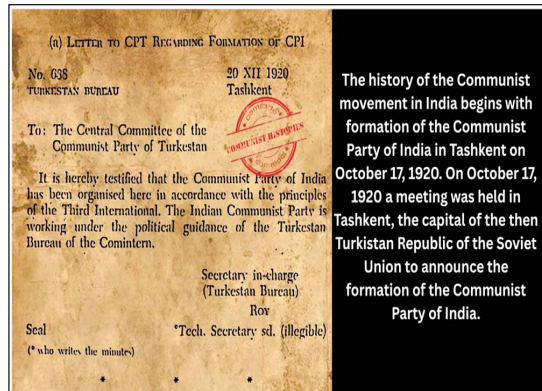 (a) LETTER TO CPT REGARDING FORMATION OF CPI
No. 638
20 XII 1920
TURKESTAN BUREAU
Tashkent
To: The Central Committee of the
Communist Party of Turkestan
COMMUNIST HISTORIES
It is hereby testified that the Communist Party of India
has been organised here in accordance with the principles
of the Third International. The Indian Communist Party is
working under the political guidance of the Turkestan
Bureau of the Comintern.
Secretary in-charge
(Turkestan Bureau)
ROY
Seal
*Tech. Secretary sd. (illegible)
(* who writes the minutes)
* * *
The history of the Communist
movement in India begins with
formation of the Communist
Party of India in Tashkent on
October 17, 1920. On October 17,
1920 a meeting was held in
Tashkent, the capital of the then
Turkistan Republic of the Soviet
Union to announce the
formation of the Communist
Party of India.